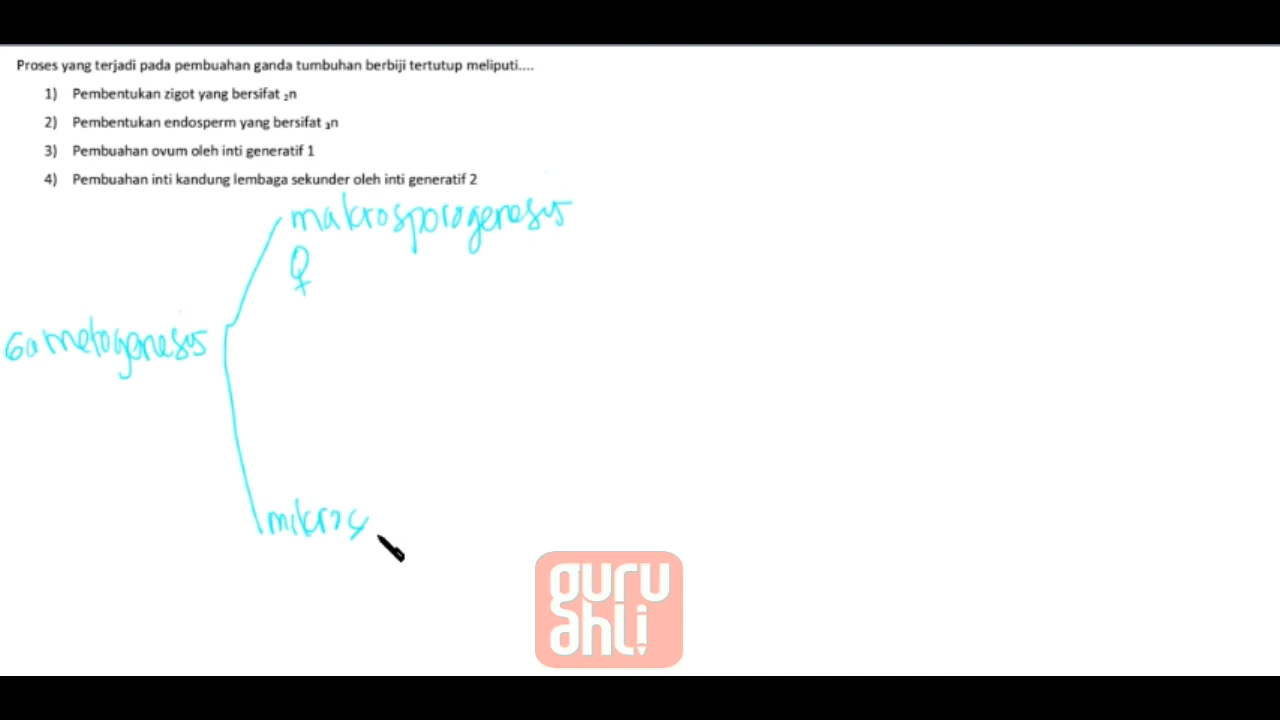 Proses yang terjadi pada pembuahan ganda tumbuhan berbiji tertutup meliputi....
1) Pembentukan zigot yang bersifat ₂n
2) Pembentukan endosperm yang bersifat ₃n
3) Pembuahan ovum oleh inti generatif 1
4) Pembuahan inti kandung lembaga sekunder oleh inti generatif 2
makrosporogenesis
♀
Gametogenesis
mikros
guru
ahli